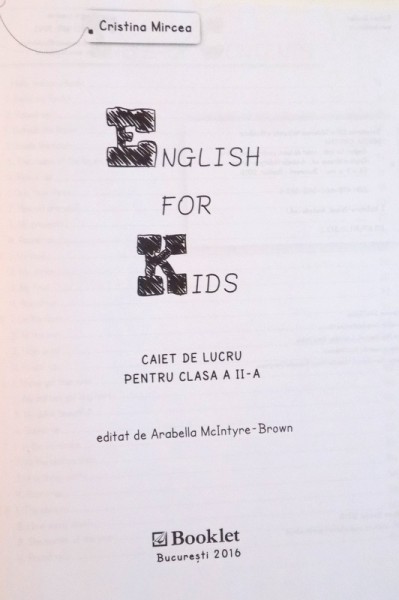 Cristina Mircea
ENGLISH
FOR
KIDS
CAIET DE LUCRU
PENTRU CLASA A II-A
editat de Arabella McIntyre-Brown
Booklet
București 2016